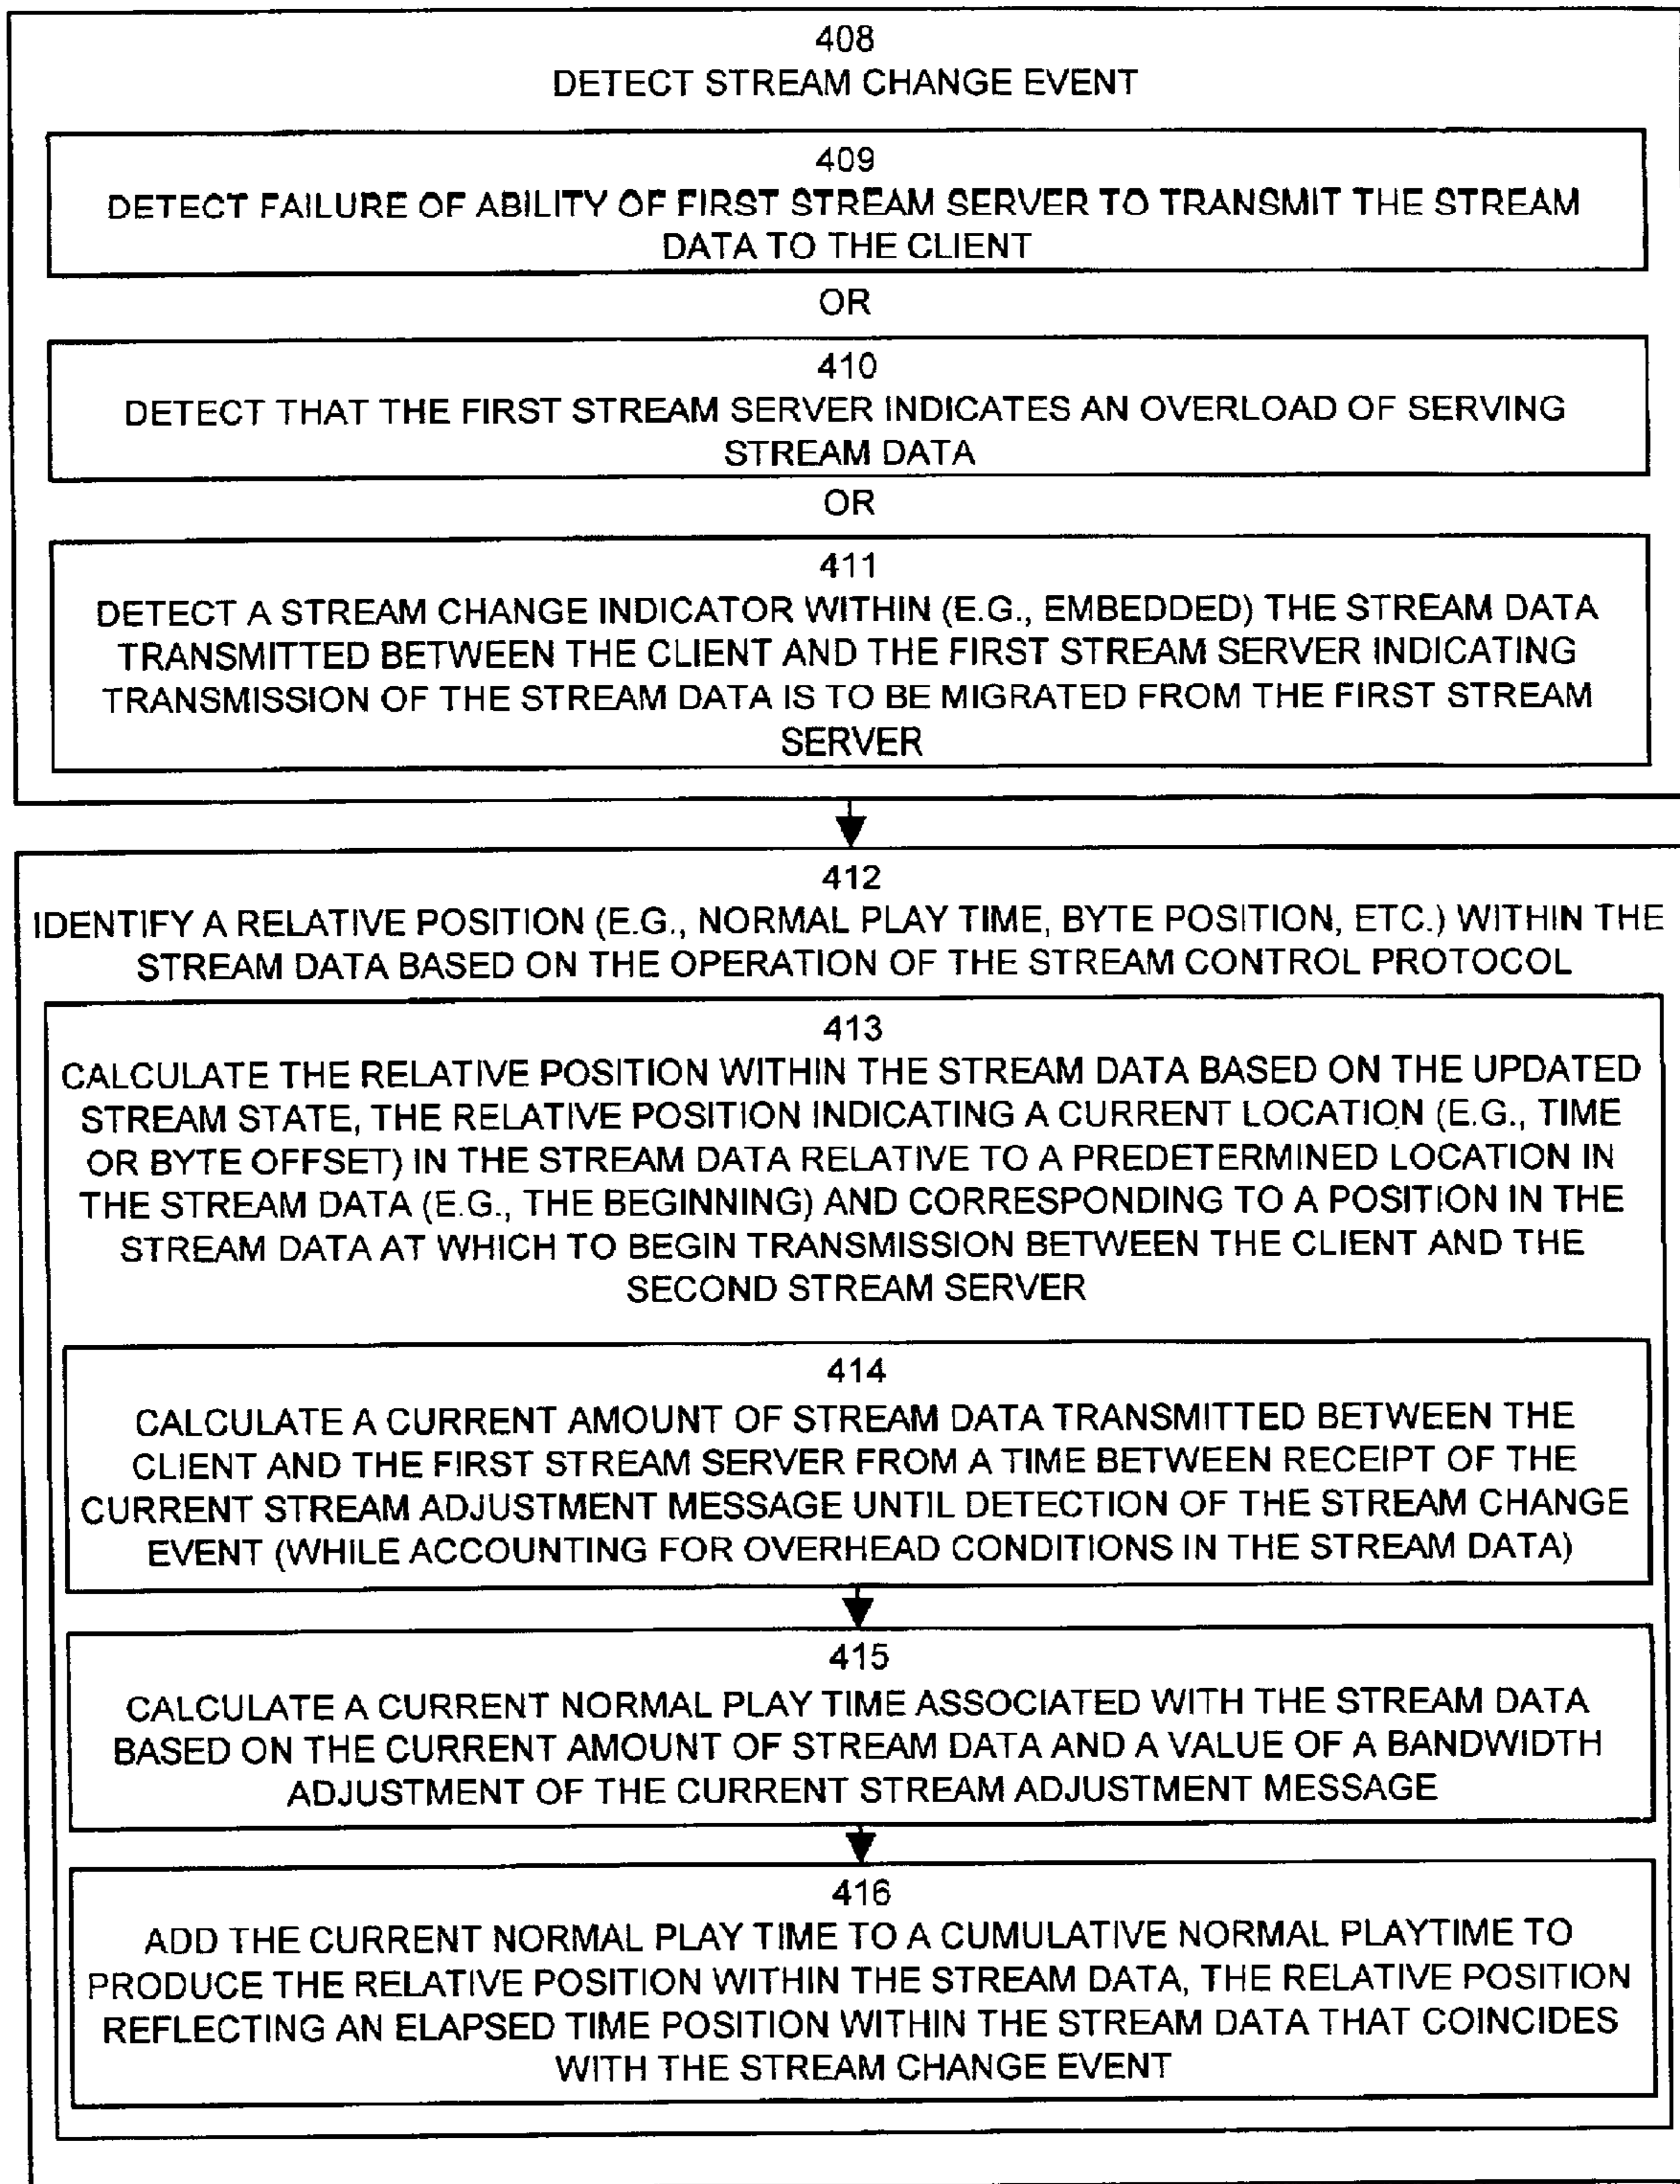 408
DETECT STREAM CHANGE EVENT
409
DETECT FAILURE OF ABILITY OF FIRST STREAM SERVER TO TRANSMIT THE STREAM
DATA TO THE CLIENT
OR
410
DETECT THAT THE FIRST STREAM SERVER INDICATES AN OVERLOAD OF SERVING
STREAM DATA
OR
411
DETECT A STREAM CHANGE INDICATOR WITHIN (E.G., EMBEDDED) THE STREAM DATA
TRANSMITTED BETWEEN THE CLIENT AND THE FIRST STREAM SERVER INDICATING
TRANSMISSION OF THE STREAM DATA IS TO BE MIGRATED FROM THE FIRST STREAM
SERVER
412
IDENTIFY A RELATIVE POSITION (E.G., NORMAL PLAY TIME, BYTE POSITION, ETC.) WITHIN THE
STREAM DATA BASED ON THE OPERATION OF THE STREAM CONTROL PROTOCOL
413
CALCULATE THE RELATIVE POSITION WITHIN THE STREAM DATA BASED ON THE UPDATED
STREAM STATE, THE RELATIVE POSITION INDICATING A CURRENT LOCATION (E.G., TIME
OR BYTE OFFSET) IN THE STREAM DATA RELATIVE TO A PREDETERMINED LOCATION IN
THE STREAM DATA (E.G., THE BEGINNING) AND CORRESPONDING TO A POSITION IN THE
STREAM DATA AT WHICH TO BEGIN TRANSMISSION BETWEEN THE CLIENT AND THE
SECOND STREAM SERVER
414
CALCULATE A CURRENT AMOUNT OF STREAM DATA TRANSMITTED BETWEEN THE
CLIENT AND THE FIRST STREAM SERVER FROM A TIME BETWEEN RECEIPT OF THE
CURRENT STREAM ADJUSTMENT MESSAGE UNTIL DETECTION OF THE STREAM CHANGE
EVENT (WHILE ACCOUNTING FOR OVERHEAD CONDITIONS IN THE STREAM DATA)
415
CALCULATE A CURRENT NORMAL PLAY TIME ASSOCIATED WITH THE STREAM DATA
BASED ON THE CURRENT AMOUNT OF STREAM DATA AND A VALUE OF A BANDWIDTH
ADJUSTMENT OF THE CURRENT STREAM ADJUSTMENT MESSAGE
416
ADD THE CURRENT NORMAL PLAY TIME TO A CUMULATIVE NORMAL PLAYTIME TO
PRODUCE THE RELATIVE POSITION WITHIN THE STREAM DATA, THE RELATIVE POSITION
REFLECTING AN ELAPSED TIME POSITION WITHIN THE STREAM DATA THAT COINCIDES
WITH THE STREAM CHANGE EVENT